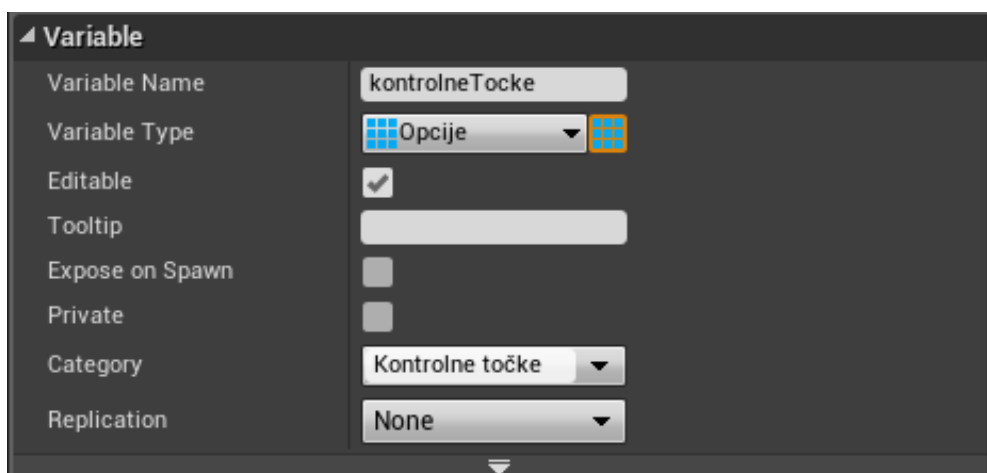 Variable
Variable Name kontrolneTocke
Variable Type Opcije
Editable
Tooltip
Expose on Spawn
Private
Category Kontrolne točke
Replication None